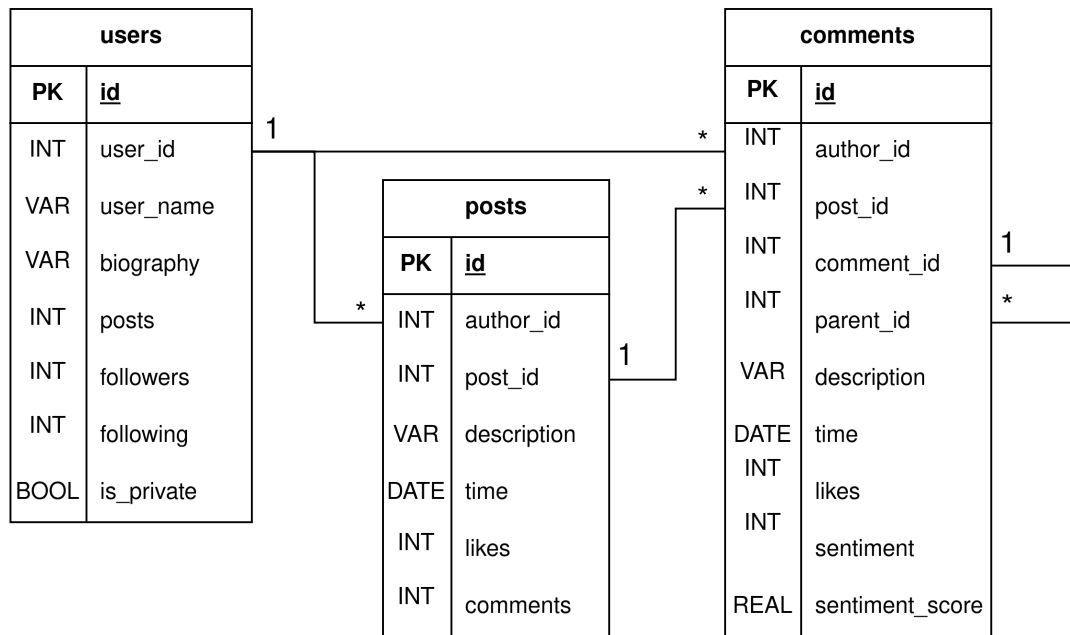 users
PK id
INT user_id
VAR user_name
VAR biography
INT posts
INT followers
INT following
BOOL is_private
1
*
*
posts
PK id
INT author_id
INT post_id
VAR description
DATE time
INT likes
INT comments
1
*
comments
PK id
INT author_id
INT post_id
INT comment_id
INT parent_id
VAR description
DATE time
INT likes
INT sentiment
REAL sentiment_score
1
*